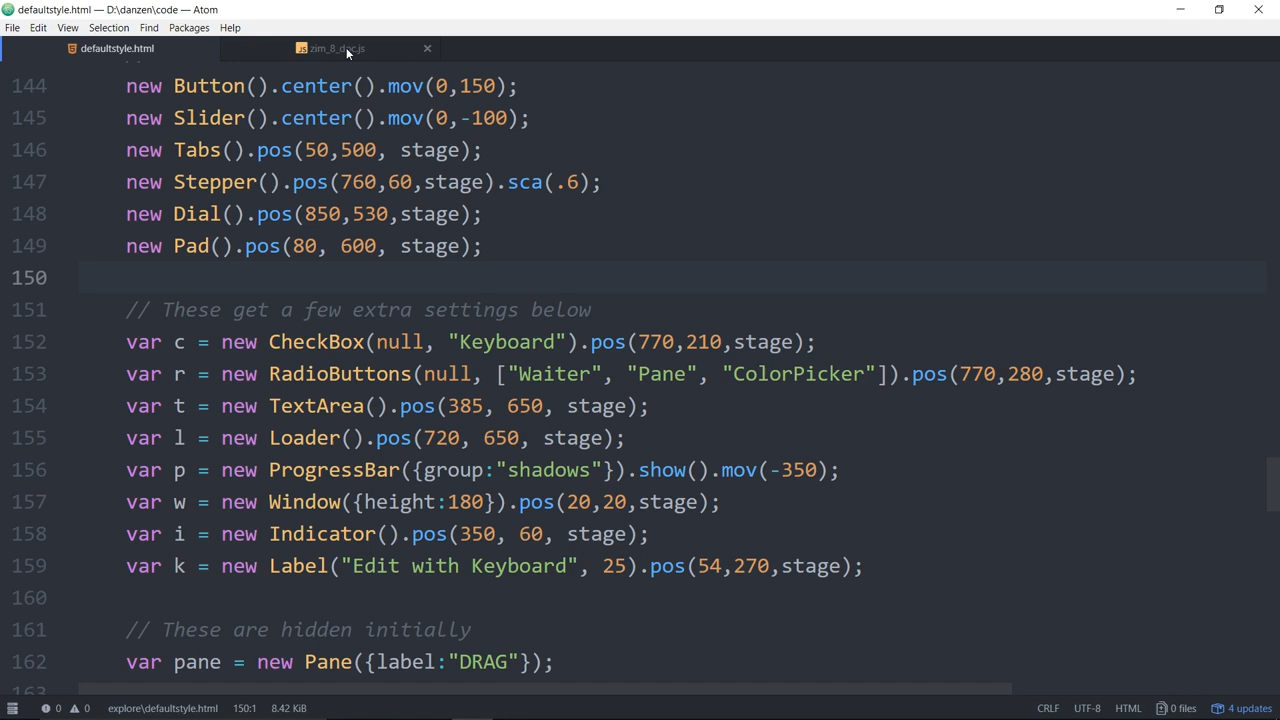 defaultstyle.html — D:\danzen\code — Atom
File Edit View Selection Find Packages Help
defaultstyle.html JS zim_8_doc.js
144 new Button().center().mov(0,150);
145 new Slider().center().mov(0,-100);
146 new Tabs().pos(50,500, stage);
147 new Stepper().pos(760,60,stage).sca(.6);
148 new Dial().pos(850,530,stage);
149 new Pad().pos(80, 600, stage);
150
151 // These get a few extra settings below
152 var c = new CheckBox(null, "Keyboard").pos(770,210,stage);
153 var r = new RadioButtons(null, ["Waiter", "Pane", "ColorPicker"]).pos(770,280,stage);
154 var t = new TextArea().pos(385, 650, stage);
155 var l = new Loader().pos(720, 650, stage);
156 var p = new ProgressBar({group:"shadows"}).show().mov(-350);
157 var w = new Window({height:180}).pos(20,20,stage);
158 var i = new Indicator().pos(350, 60, stage);
159 var k = new Label("Edit with Keyboard", 25).pos(54,270,stage);
160
161 // These are hidden initially
162 var pane = new Pane({label:"DRAG"});
163
0 0 explore\defaultstyle.html 150:1 8.42 KiB CRLF UTF-8 HTML 0 files 4 updates